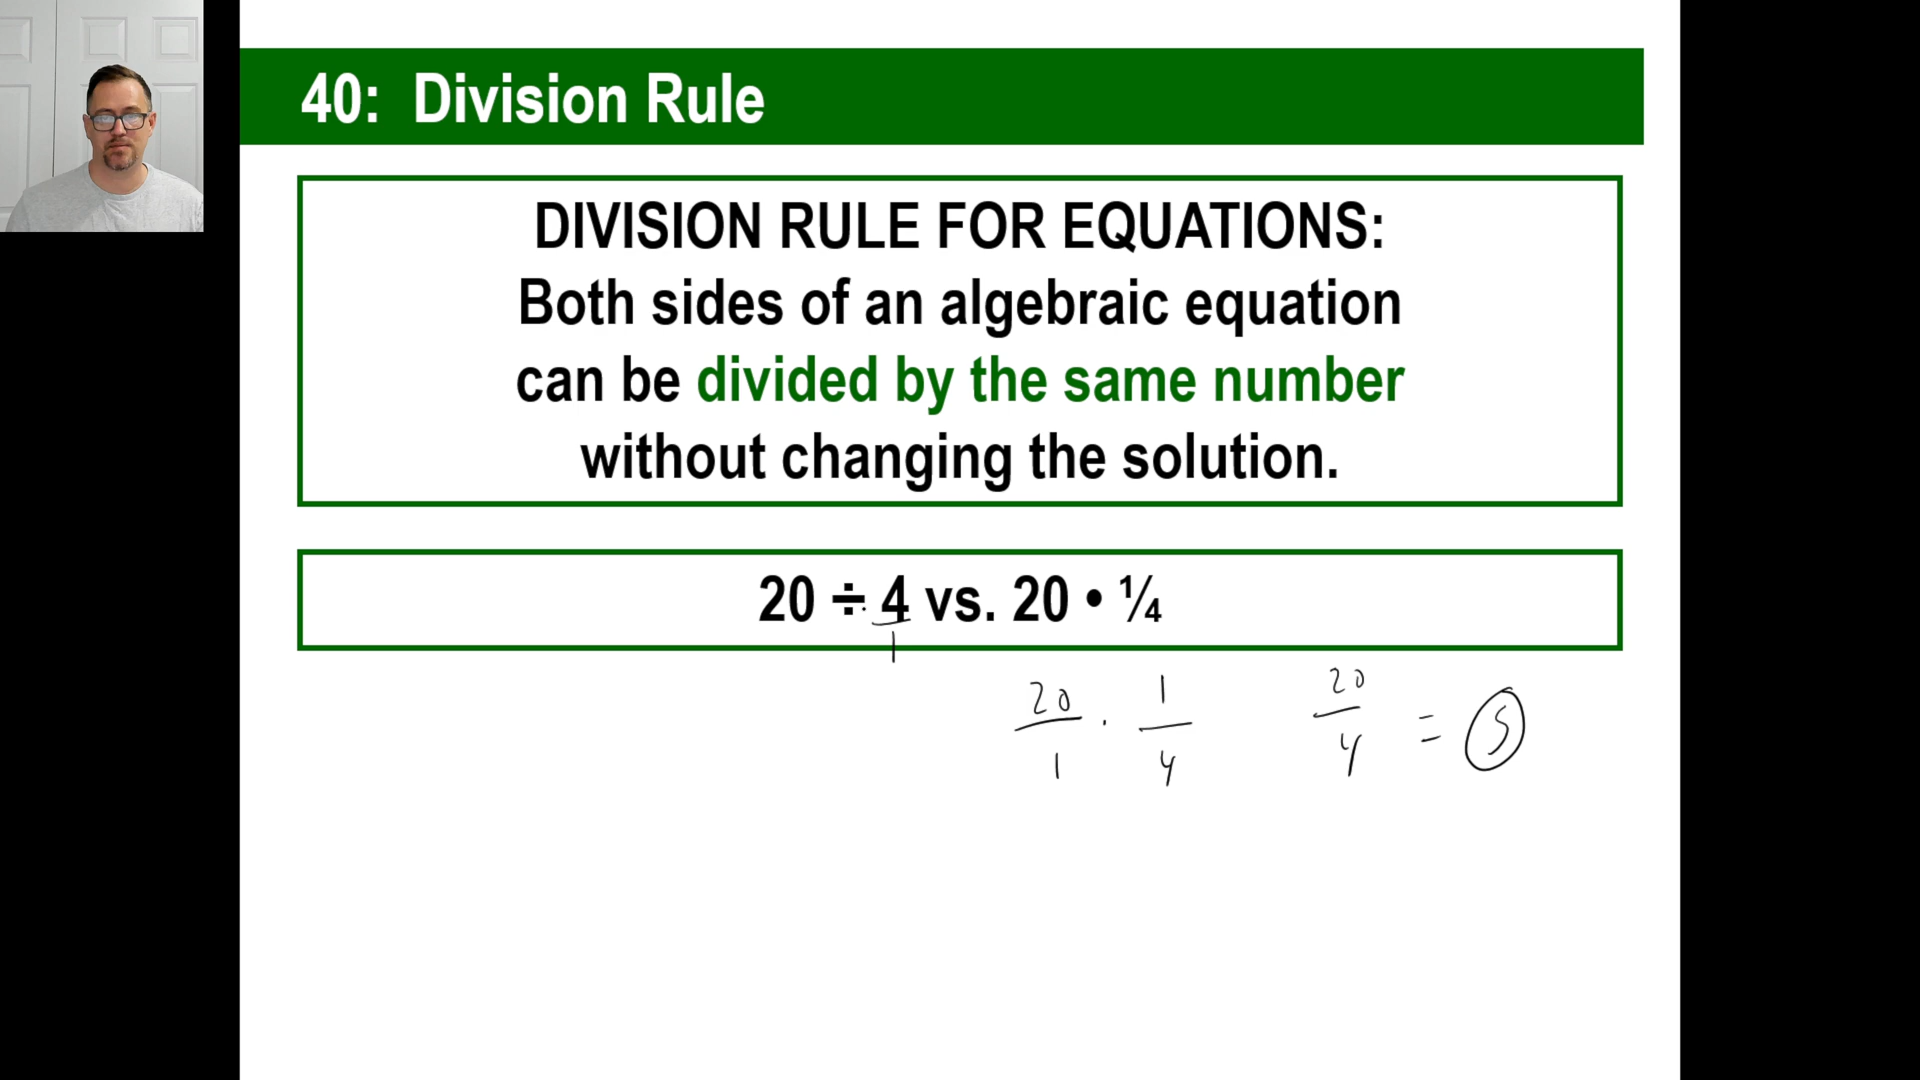 40: Division Rule
DIVISION RULE FOR EQUATIONS:
Both sides of an algebraic equation
can be divided by the same number
without changing the solution.
20 ÷ 4 vs. 20 • ¼
1
20/1 · 1/4 20/4 = 5